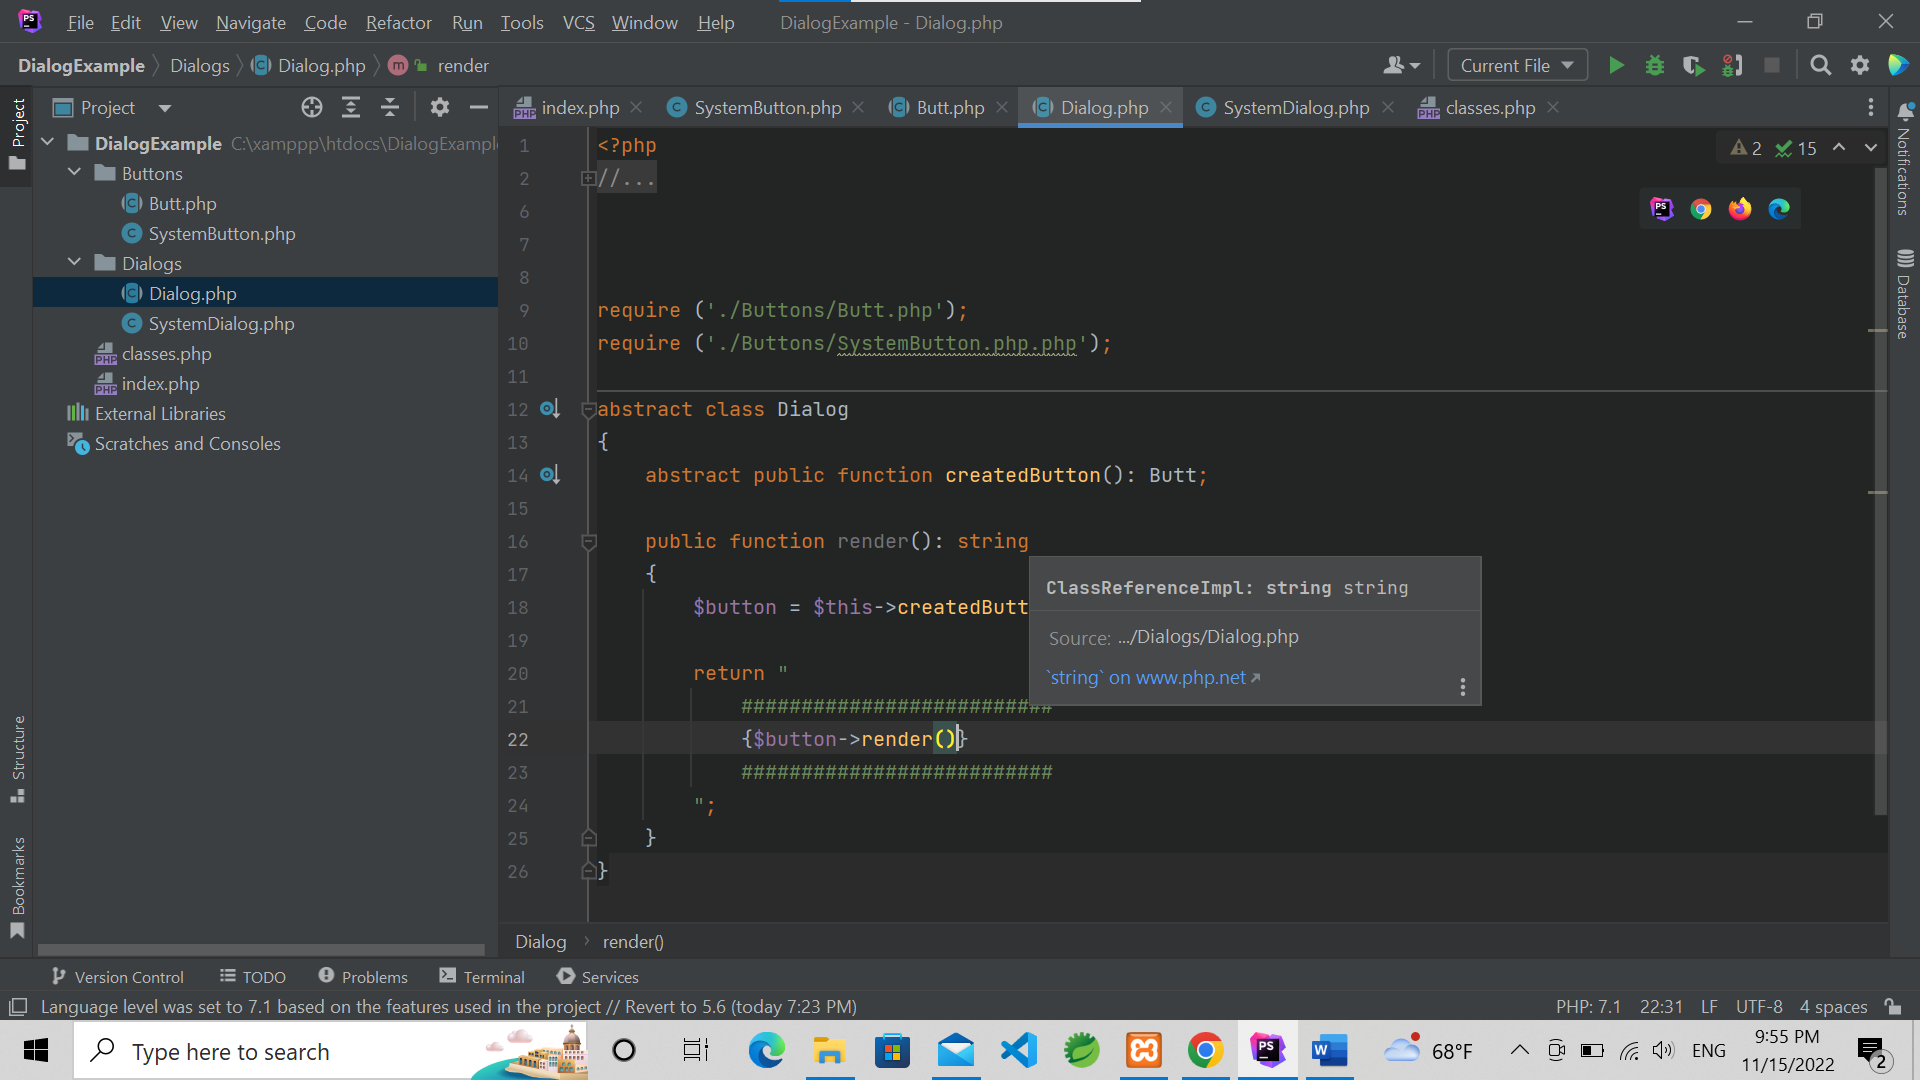 File Edit View Navigate Code Refactor Run Tools VCS Window Help DialogExample - Dialog.php
DialogExample Dialogs Dialog.php render Current File
Project
Project
index.php SystemButton.php Butt.php Dialog.php SystemDialog.php classes.php
DialogExample C:\xamppp\htdocs\DialogExample
Buttons
Butt.php
SystemButton.php
Dialogs
Dialog.php
SystemDialog.php
classes.php
index.php
External Libraries
Scratches and Consoles
2 15
Notifications
Database
1 <?php
2 //...
6
7
8
9 require ('./Buttons/Butt.php');
10 require ('./Buttons/SystemButton.php.php');
11
12 abstract class Dialog
13 {
14 abstract public function createdButton(): Butt;
15
16 public function render(): string
17 {
18 $button = $this->createdButt
19
20 return "
21 ##########################
22 {$button->render()}
23 ##########################
24 ";
25 }
26 }
ClassReferenceImpl: string string
Source: .../Dialogs/Dialog.php
`string` on www.php.net
Structure
Bookmarks
Dialog render()
Version Control TODO Problems Terminal Services
Language level was set to 7.1 based on the features used in the project // Revert to 5.6 (today 7:23 PM) PHP: 7.1 22:31 LF UTF-8 4 spaces
Type here to search
68°F ENG
9:55 PM
11/15/2022
2